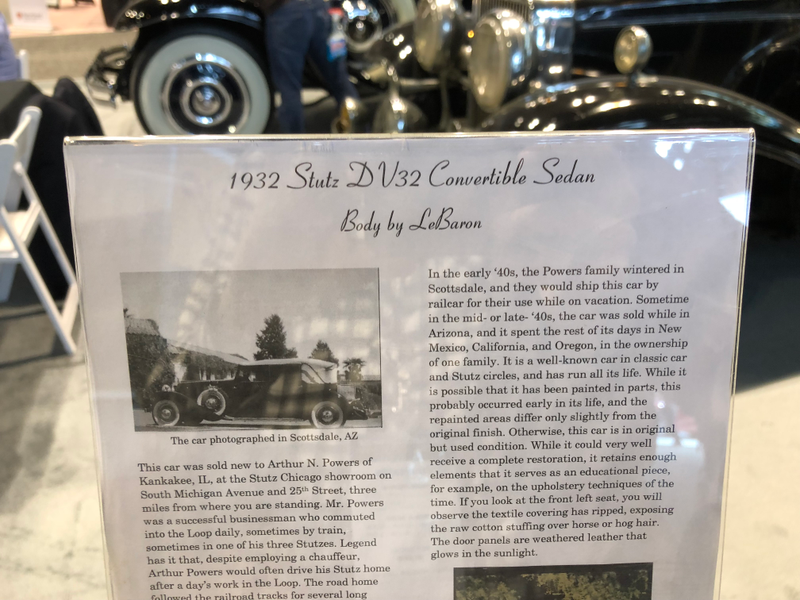 1932 Stutz DV32 Convertible Sedan
Body by LeBaron
The car photographed in Scottsdale, AZ
This car was sold new to Arthur N. Powers of
Kankakee, IL, at the Stutz Chicago showroom on
South Michigan Avenue and 25th Street, three
miles from where you are standing. Mr. Powers
was a successful businessman who commuted
into the Loop daily, sometimes by train,
sometimes in one of his three Stutzes. Legend
has it that, despite employing a chauffeur,
Arthur Powers would often drive his Stutz home
after a day's work in the Loop. The road home
followed the railroad tracks for several long
In the early '40s, the Powers family wintered in
Scottsdale, and they would ship this car by
railcar for their use while on vacation. Sometime
in the mid- or late- '40s, the car was sold while in
Arizona, and it spent the rest of its days in New
Mexico, California, and Oregon, in the ownership
of one family. It is a well-known car in classic car
and Stutz circles, and has run all its life. While it
is possible that it has been painted in parts, this
probably occurred early in its life, and the
repainted areas differ only slightly from the
original finish. Otherwise, this car is in original
but used condition. While it could very well
receive a complete restoration, it retains enough
elements that it serves as an educational piece,
for example, on the upholstery techniques of the
time. If you look at the front left seat, you will
observe the textile covering has ripped, exposing
the raw cotton stuffing over horse or hog hair.
The door panels are weathered leather that
glows in the sunlight.